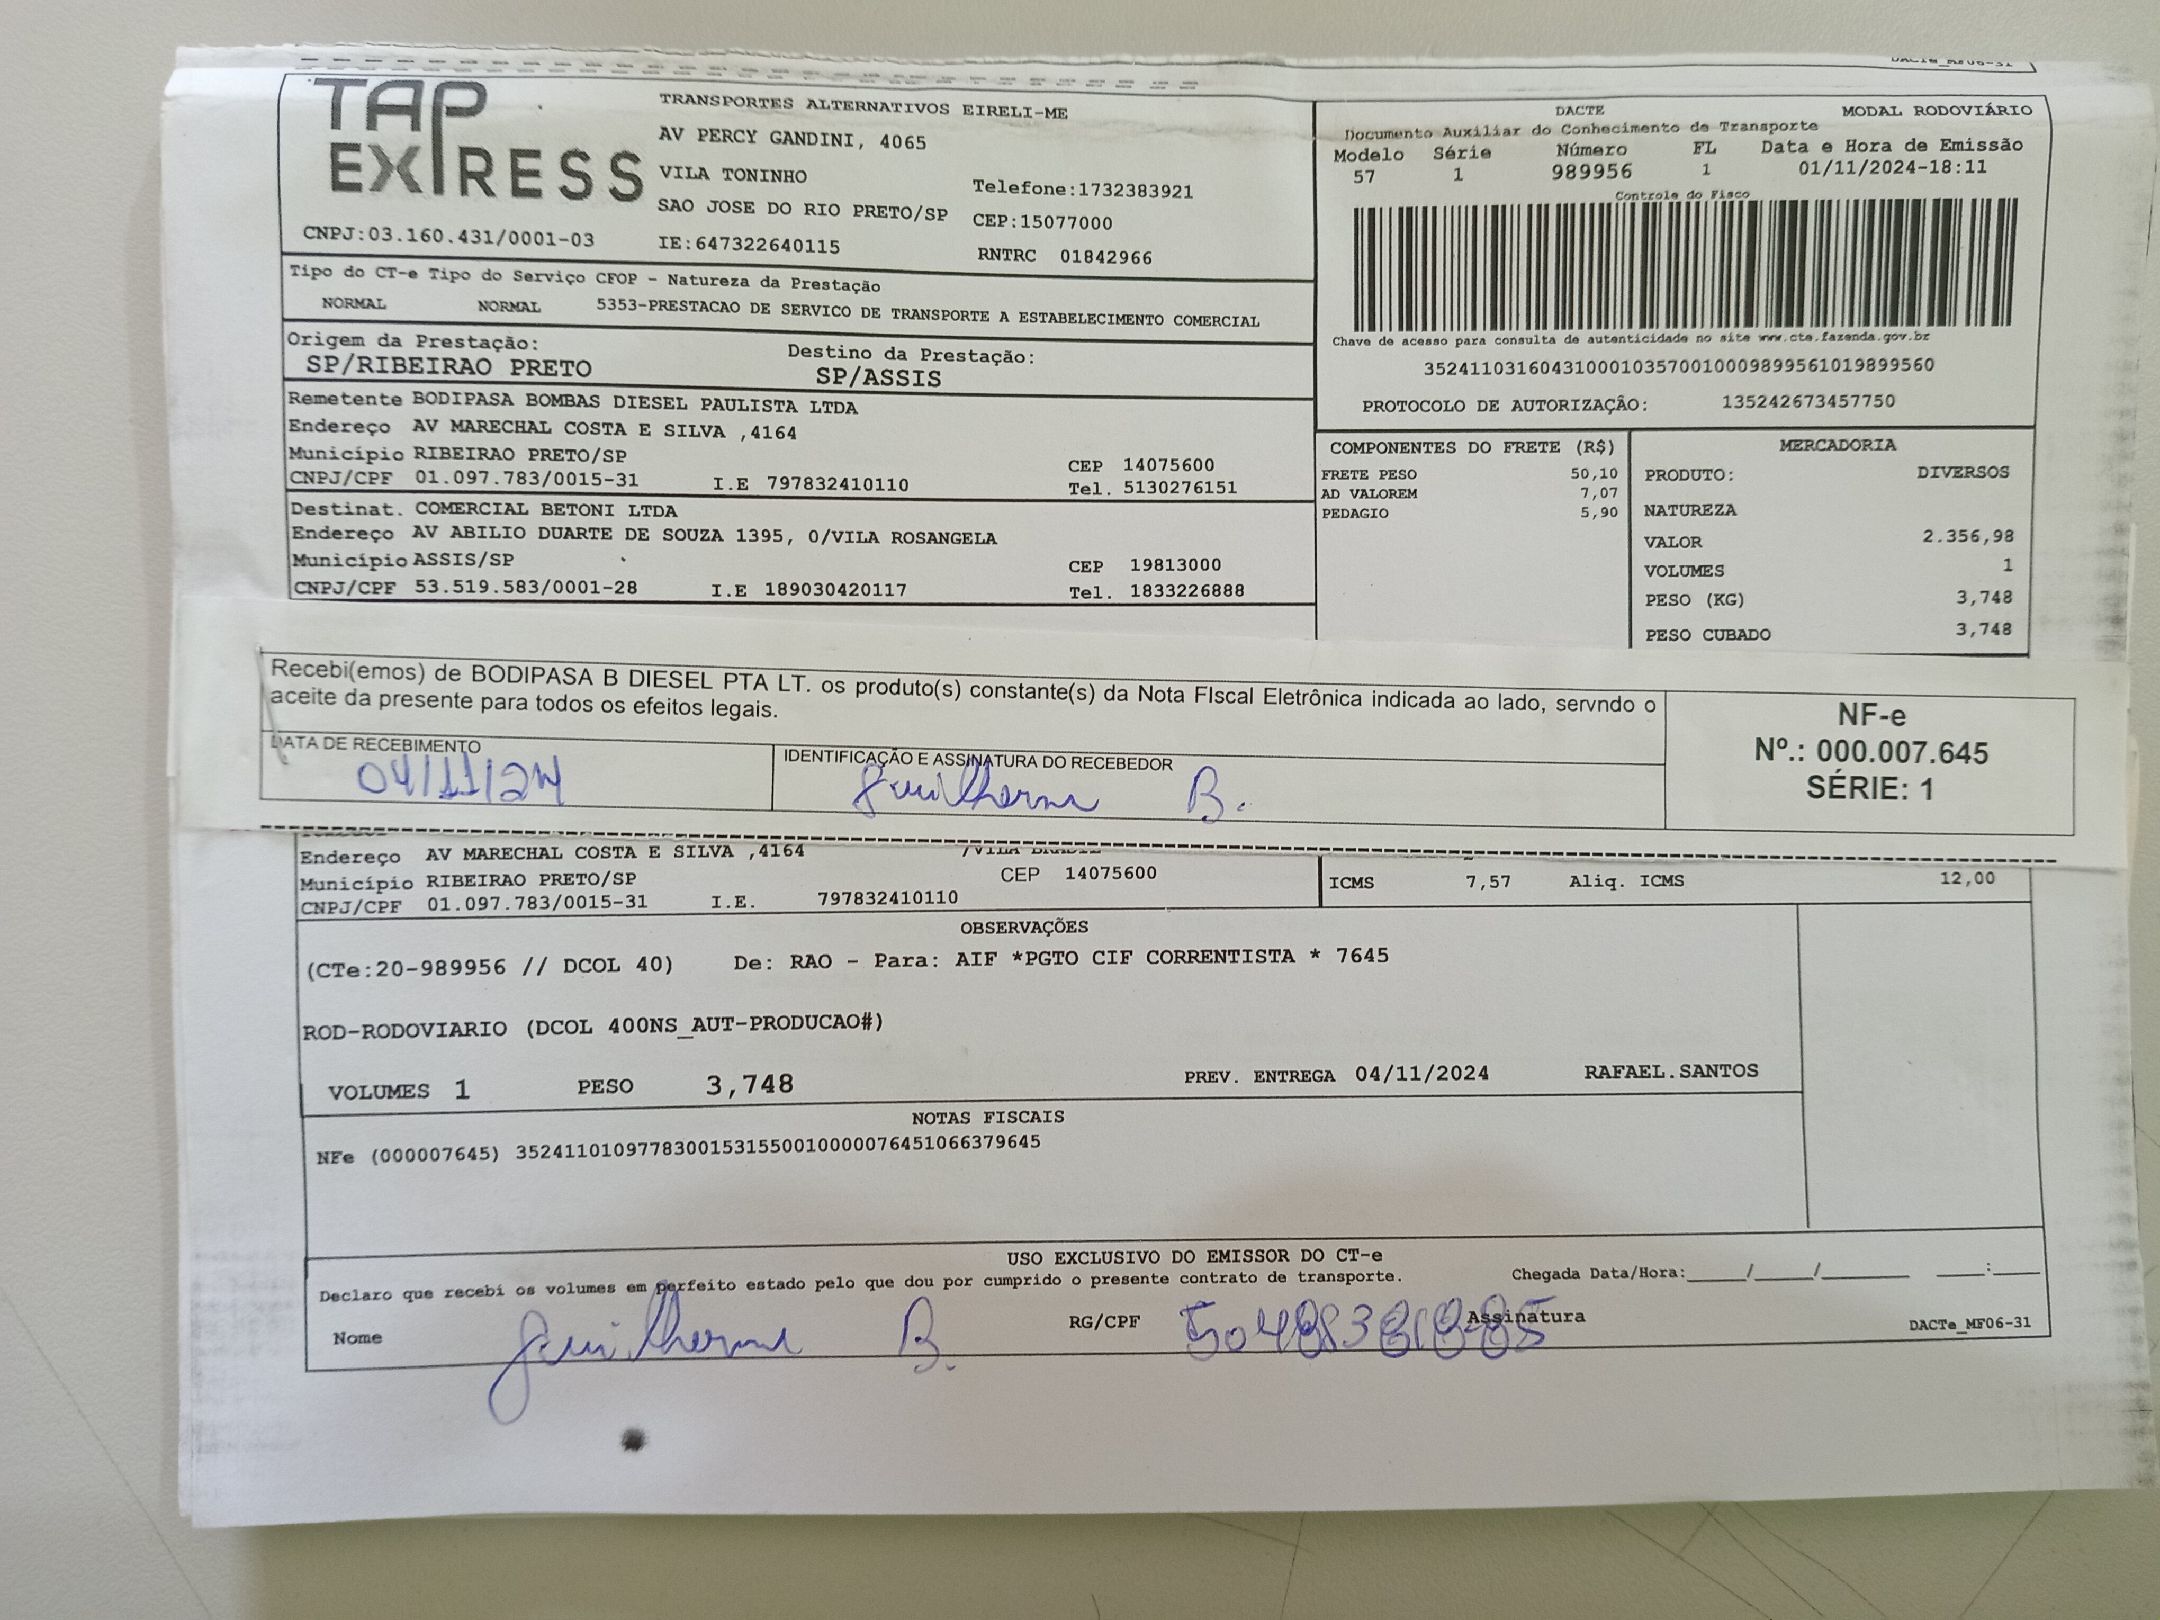 DACTe_MF06-31
TAP EXPRESS
TRANSPORTES ALTERNATIVOS EIRELI-ME
AV PERCY GANDINI, 4065
VILA TONINHO Telefone:1732383921
SAO JOSE DO RIO PRETO/SP CEP:15077000
CNPJ:03.160.431/0001-03 IE:647322640115 RNTRC 01842966
DACTE MODAL RODOVIÁRIO
Documento Auxiliar do Conhecimento de Transporte
Modelo Série Número FL Data e Hora de Emissão
57 1 989956 1 01/11/2024-18:11
Controle do Fisco
Chave de acesso para consulta de autenticidade no site www.cte.fazenda.gov.br
35241103160431000103570010009899561019899560
PROTOCOLO DE AUTORIZAÇÂO: 135242673457750
Tipo do CT-e Tipo do Serviço CFOP - Natureza da Prestação
NORMAL NORMAL 5353-PRESTACAO DE SERVICO DE TRANSPORTE A ESTABELECIMENTO COMERCIAL
Origem da Prestação: Destino da Prestação:
SP/RIBEIRAO PRETO SP/ASSIS
Remetente BODIPASA BOMBAS DIESEL PAULISTA LTDA
Endereço AV MARECHAL COSTA E SILVA ,4164
Município RIBEIRAO PRETO/SP CEP 14075600
CNPJ/CPF 01.097.783/0015-31 I.E 797832410110 Tel. 5130276151
Destinat. COMERCIAL BETONI LTDA
Endereço AV ABILIO DUARTE DE SOUZA 1395, 0/VILA ROSANGELA
Município ASSIS/SP CEP 19813000
CNPJ/CPF 53.519.583/0001-28 I.E 189030420117 Tel. 1833226888
COMPONENTES DO FRETE (R$)
FRETE PESO 50,10
AD VALOREM 7,07
PEDAGIO 5,90
MERCADORIA
PRODUTO: DIVERSOS
NATUREZA
VALOR 2.356,98
VOLUMES 1
PESO (KG) 3,748
PESO CUBADO 3,748
Recebi(emos) de BODIPASA B DIESEL PTA LT. os produto(s) constante(s) da Nota FIscal Eletrônica indicada ao lado, servndo o
aceite da presente para todos os efeitos legais.
DATA DE RECEBIMENTO IDENTIFICAÇÃO E ASSINATURA DO RECEBEDOR
04/11/24 Guilherme B.
NF-e
Nº.: 000.007.645
SÉRIE: 1
Endereço AV MARECHAL COSTA E SILVA ,4164
Município RIBEIRAO PRETO/SP CEP 14075600
CNPJ/CPF 01.097.783/0015-31 I.E. 797832410110
ICMS 7,57 Aliq. ICMS 12,00
OBSERVAÇÕES
(CTe:20-989956 // DCOL 40) De: RAO - Para: AIF *PGTO CIF CORRENTISTA * 7645
ROD-RODOVIARIO (DCOL 400NS_AUT-PRODUCAO#)
VOLUMES 1 PESO 3,748 PREV. ENTREGA 04/11/2024 RAFAEL.SANTOS
NOTAS FISCAIS
NFe (000007645) 35241101097783001531550010000076451066379645
USO EXCLUSIVO DO EMISSOR DO CT-e
Declaro que recebi os volumes em perfeito estado pelo que dou por cumprido o presente contrato de transporte. Chegada Data/Hora:_____/_____/________ ____:____
Nome Guilherme B. RG/CPF Assinatura
DACTe_MF06-31